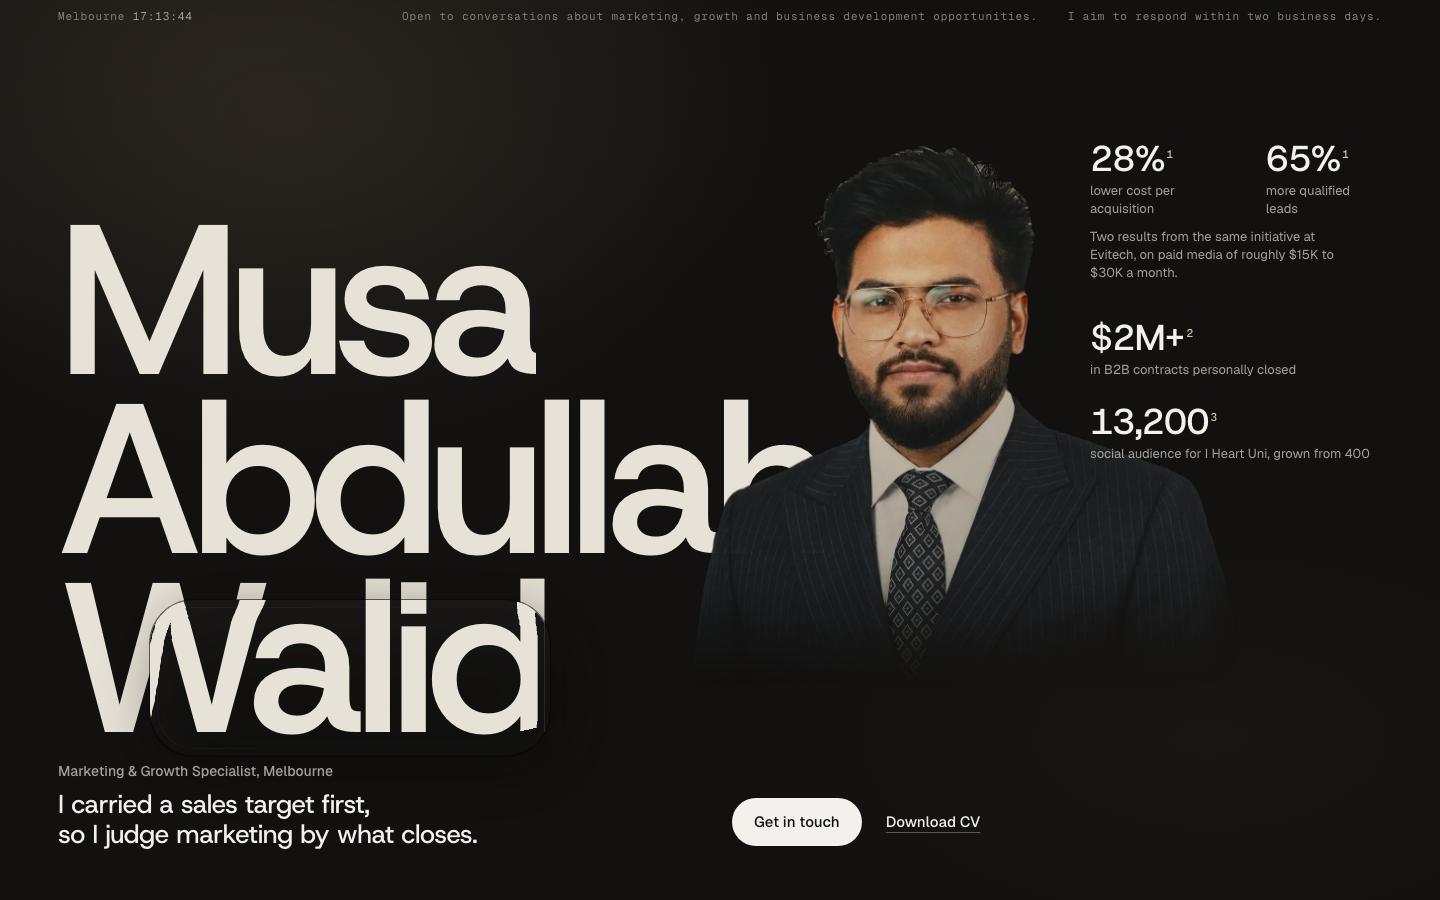 Melbourne 17:13:44
Open to conversations about marketing, growth and business development opportunities.
I aim to respond within two business days.
Musa
Abdullah
Walid
28%¹
lower cost per
acquisition
65%¹
more qualified
leads
Two results from the same initiative at
Evitech, on paid media of roughly $15K to
$30K a month.
$2M+²
in B2B contracts personally closed
13,200³
social audience for I Heart Uni, grown from 400
Marketing & Growth Specialist, Melbourne
I carried a sales target first,
so I judge marketing by what closes.
Get in touch
Download CV